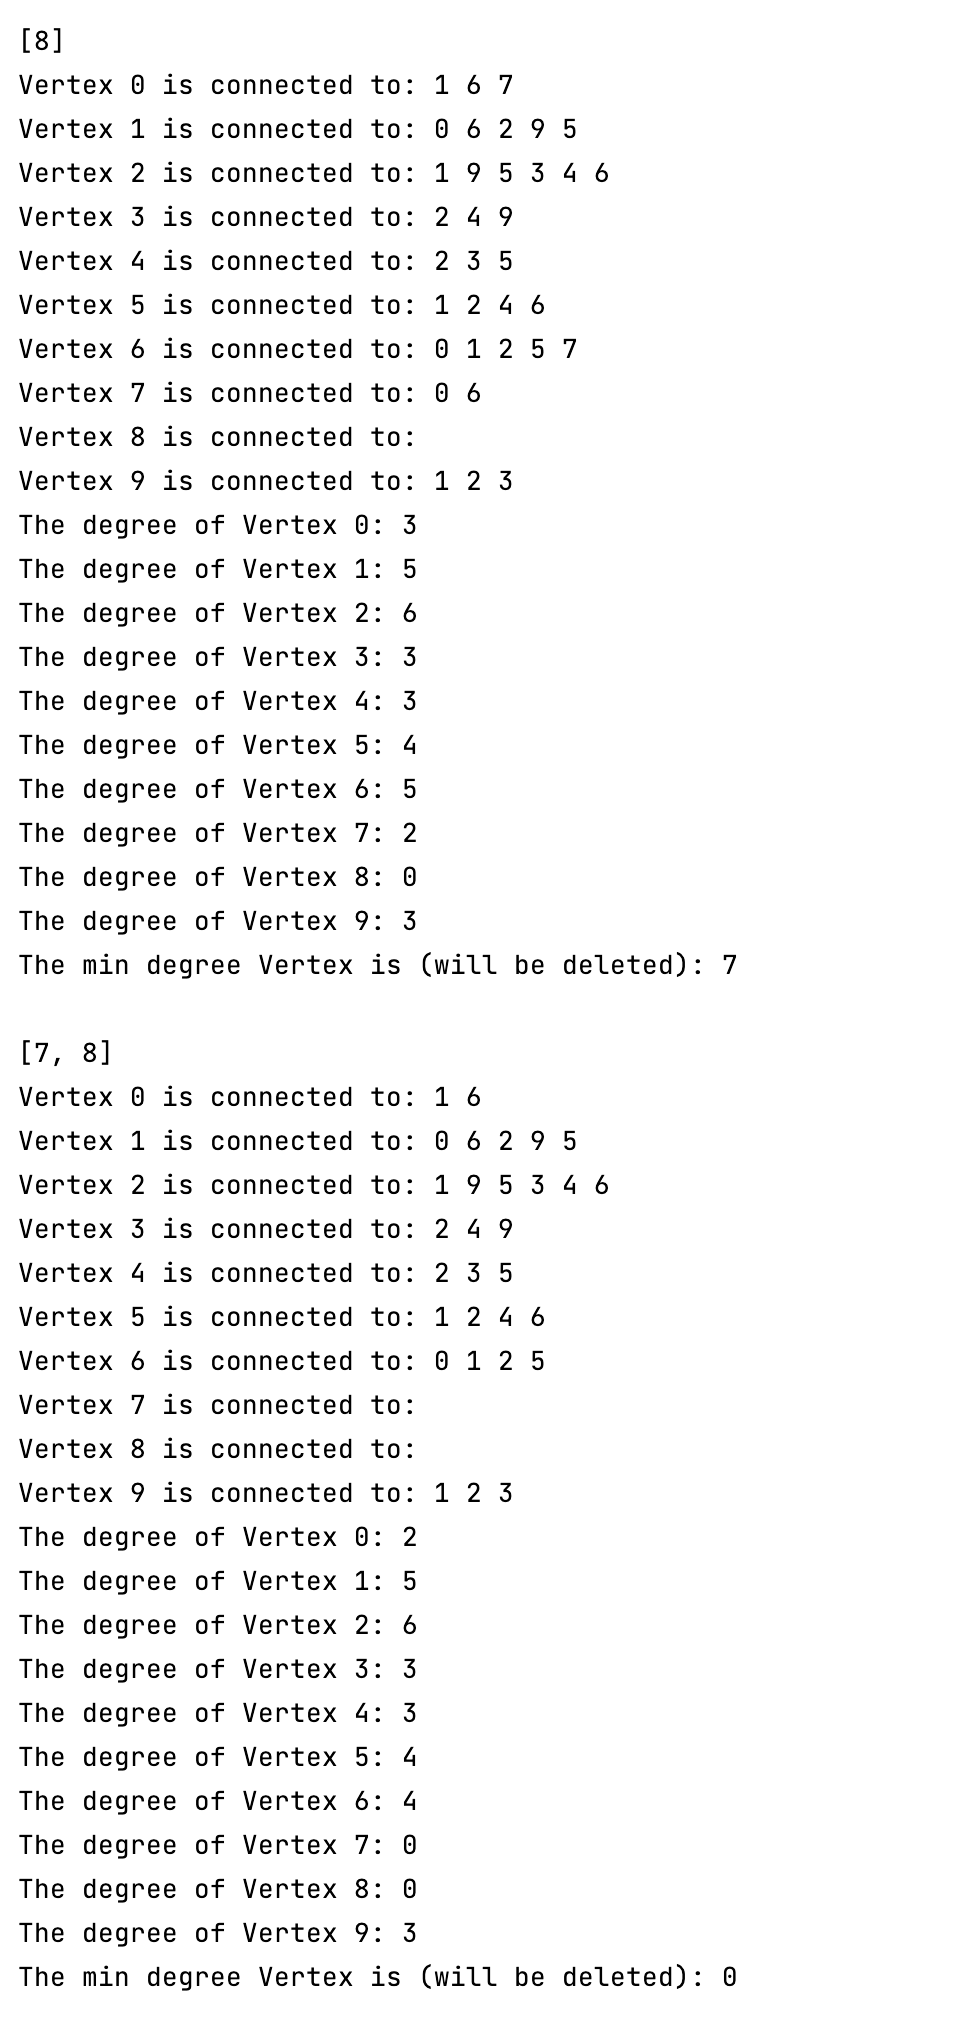 [8]
Vertex 0 is connected to: 1 6 7
Vertex 1 is connected to: 0 6 2 9 5
Vertex 2 is connected to: 1 9 5 3 4 6
Vertex 3 is connected to: 2 4 9
Vertex 4 is connected to: 2 3 5
Vertex 5 is connected to: 1 2 4 6
Vertex 6 is connected to: 0 1 2 5 7
Vertex 7 is connected to: 0 6
Vertex 8 is connected to:
Vertex 9 is connected to: 1 2 3
The degree of Vertex 0: 3
The degree of Vertex 1: 5
The degree of Vertex 2: 6
The degree of Vertex 3: 3
The degree of Vertex 4: 3
The degree of Vertex 5: 4
The degree of Vertex 6: 5
The degree of Vertex 7: 2
The degree of Vertex 8: 0
The degree of Vertex 9: 3
The min degree Vertex is (will be deleted): 7

[7, 8]
Vertex 0 is connected to: 1 6
Vertex 1 is connected to: 0 6 2 9 5
Vertex 2 is connected to: 1 9 5 3 4 6
Vertex 3 is connected to: 2 4 9
Vertex 4 is connected to: 2 3 5
Vertex 5 is connected to: 1 2 4 6
Vertex 6 is connected to: 0 1 2 5
Vertex 7 is connected to:
Vertex 8 is connected to:
Vertex 9 is connected to: 1 2 3
The degree of Vertex 0: 2
The degree of Vertex 1: 5
The degree of Vertex 2: 6
The degree of Vertex 3: 3
The degree of Vertex 4: 3
The degree of Vertex 5: 4
The degree of Vertex 6: 4
The degree of Vertex 7: 0
The degree of Vertex 8: 0
The degree of Vertex 9: 3
The min degree Vertex is (will be deleted): 0